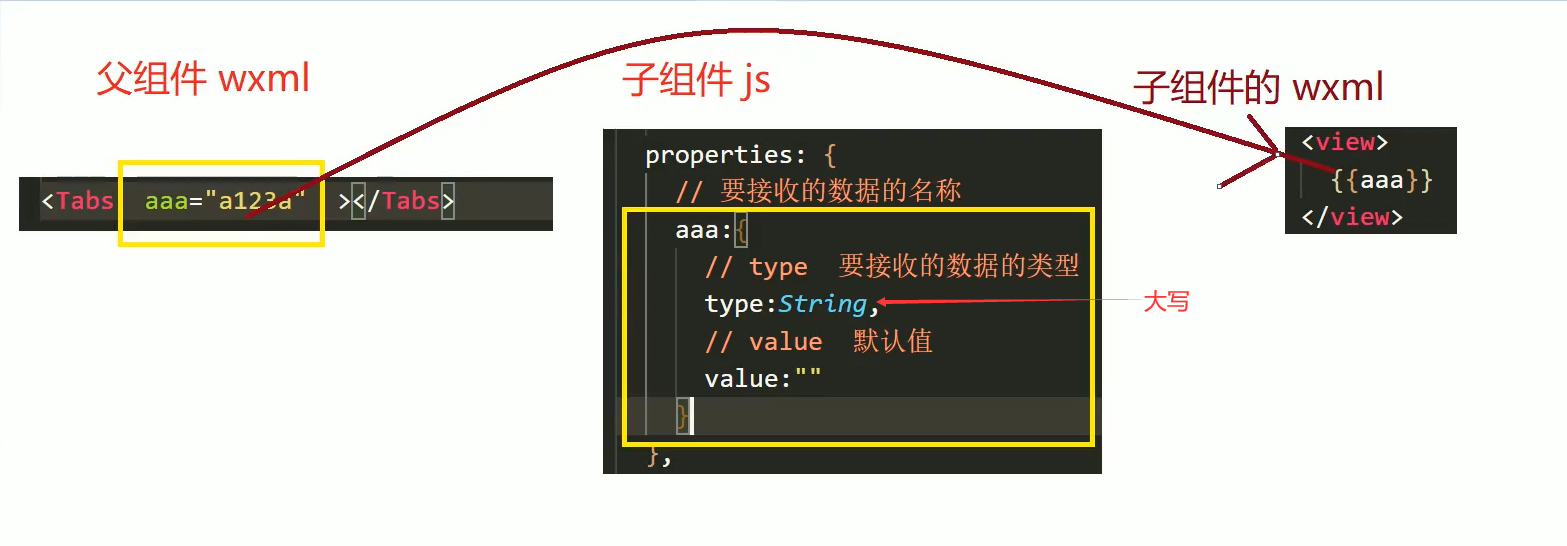 父组件 wxml
<Tabs aaa="a123a" ></Tabs>
子组件 js
properties: {
// 要接收的数据的名称
aaa:{
// type 要接收的数据的类型
type:String,
大写
// value 默认值
value:""
}
},
子组件的 wxml
<view>
{{aaa}}
</view>